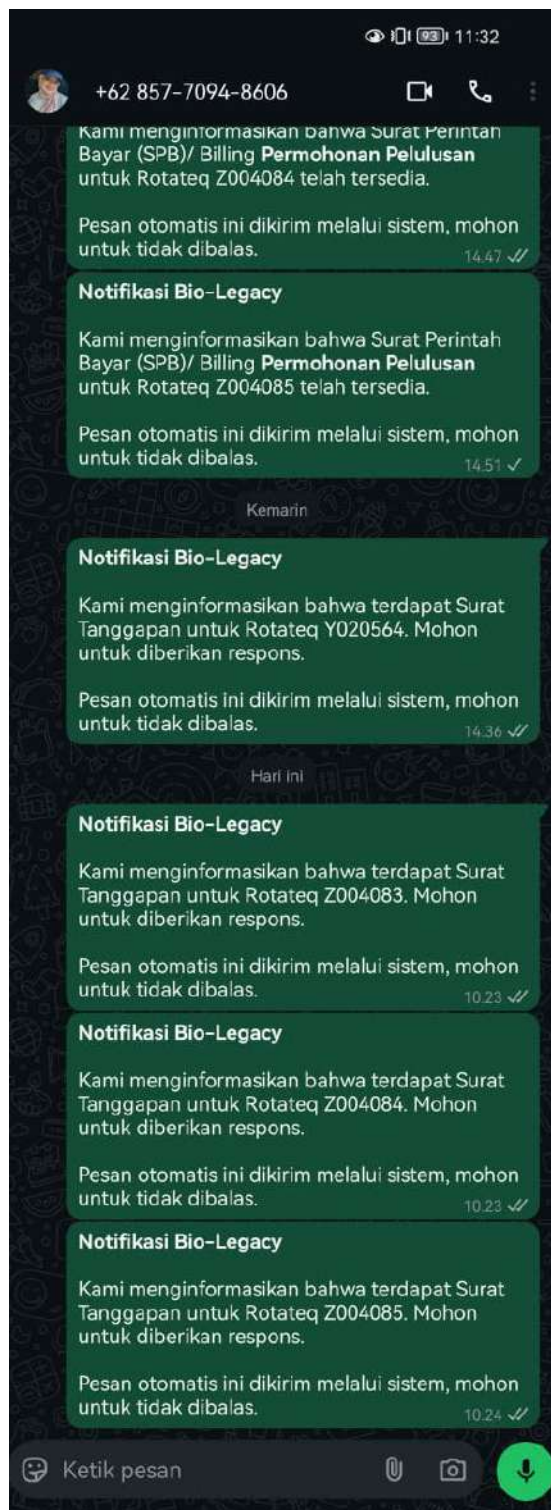 93 11:32
+62 857-7094-8606
Kami menginformasikan bahwa Surat Perintah
Bayar (SPB)/ Billing Permohonan Pelulusan
untuk Rotateq Z004084 telah tersedia.
Pesan otomatis ini dikirim melalui sistem, mohon
untuk tidak dibalas.
14.47
Notifikasi Bio-Legacy
Kami menginformasikan bahwa Surat Perintah
Bayar (SPB)/ Billing Permohonan Pelulusan
untuk Rotateq Z004085 telah tersedia.
Pesan otomatis ini dikirim melalui sistem, mohon
untuk tidak dibalas.
14.51
Kemarin
Notifikasi Bio-Legacy
Kami menginformasikan bahwa terdapat Surat
Tanggapan untuk Rotateq Y020564. Mohon
untuk diberikan respons.
Pesan otomatis ini dikirim melalui sistem, mohon
untuk tidak dibalas.
14.36
Hari ini
Notifikasi Bio-Legacy
Kami menginformasikan bahwa terdapat Surat
Tanggapan untuk Rotateq Z004083. Mohon
untuk diberikan respons.
Pesan otomatis ini dikirim melalui sistem, mohon
untuk tidak dibalas.
10.23
Notifikasi Bio-Legacy
Kami menginformasikan bahwa terdapat Surat
Tanggapan untuk Rotateq Z004084. Mohon
untuk diberikan respons.
Pesan otomatis ini dikirim melalui sistem, mohon
untuk tidak dibalas.
10.23
Notifikasi Bio-Legacy
Kami menginformasikan bahwa terdapat Surat
Tanggapan untuk Rotateq Z004085. Mohon
untuk diberikan respons.
Pesan otomatis ini dikirim melalui sistem, mohon
untuk tidak dibalas.
10.24
Ketik pesan